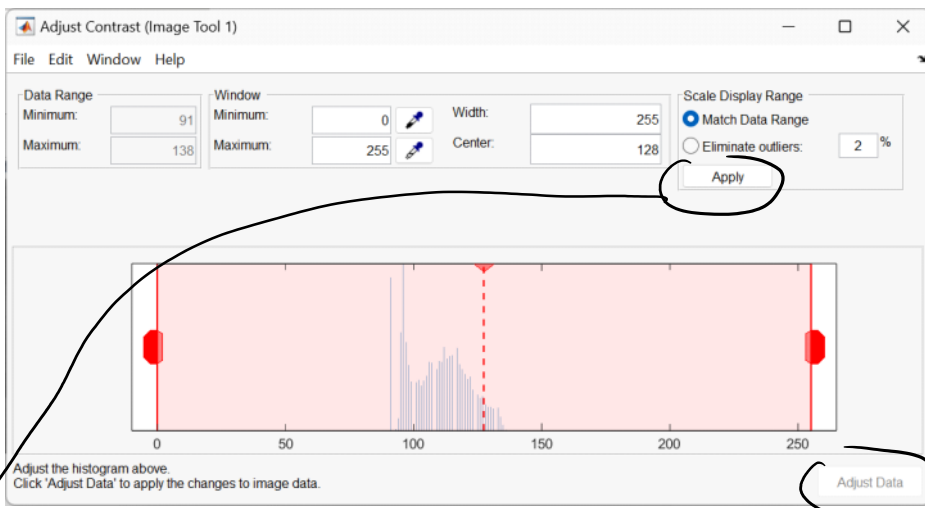 Adjust Contrast (Image Tool 1)
File Edit Window Help
Data Range
Minimum: 91
Maximum: 138
Window
Minimum: 0
Maximum: 255
Width: 255
Center: 128
Scale Display Range
Match Data Range
Eliminate outliers: 2 %
Apply
0 50 100 150 200 250
Adjust the histogram above.
Click 'Adjust Data' to apply the changes to image data.
Adjust Data